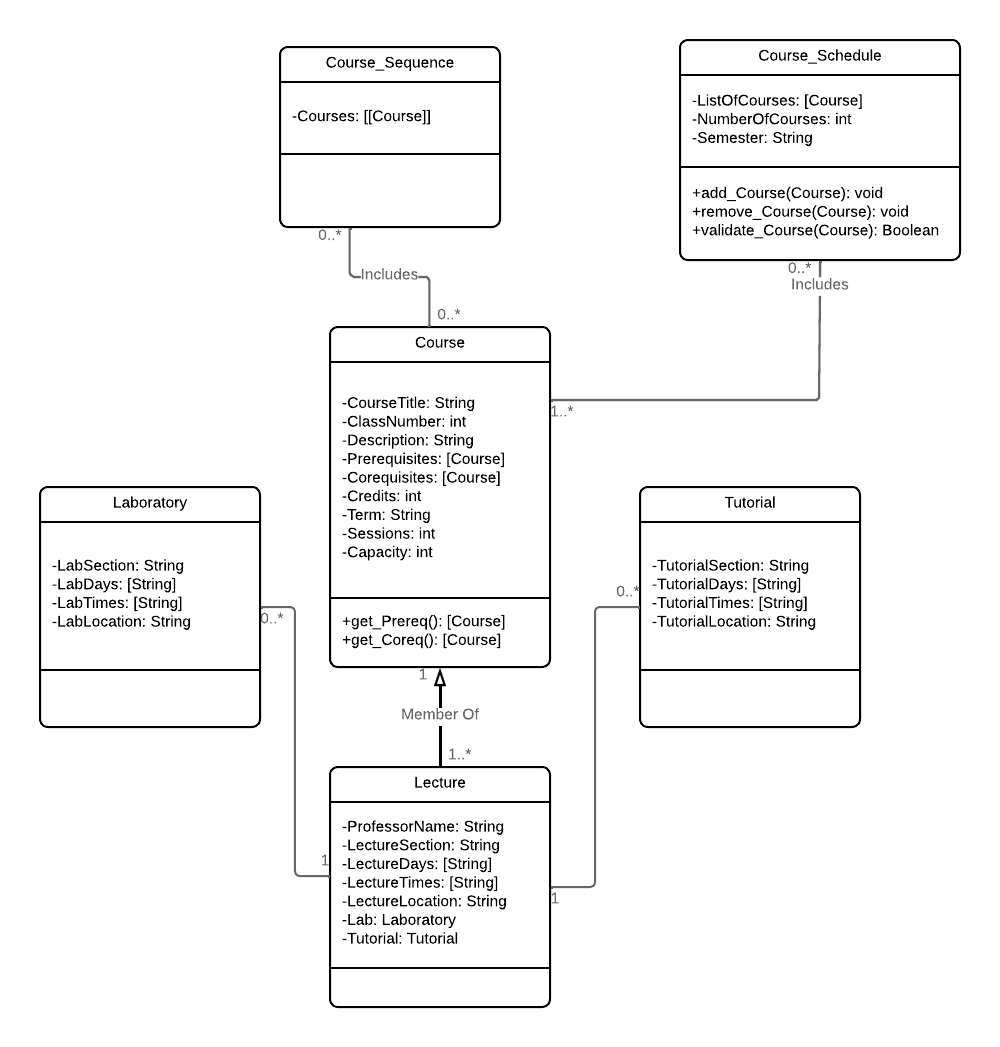 Course_Sequence
-Courses: [[Course]]
0..*
Includes
0..*
Course_Schedule
-ListOfCourses: [Course]
-NumberOfCourses: int
-Semester: String
+add_Course(Course): void
+remove_Course(Course): void
+validate_Course(Course): Boolean
0..*
Includes
1..*
Course
-CourseTitle: String
-ClassNumber: int
-Description: String
-Prerequisites: [Course]
-Corequisites: [Course]
-Credits: int
-Term: String
-Sessions: int
-Capacity: int
+get_Prereq(): [Course]
+get_Coreq(): [Course]
Laboratory
-LabSection: String
-LabDays: [String]
-LabTimes: [String]
-LabLocation: String
0..*
Tutorial
-TutorialSection: String
-TutorialDays: [String]
-TutorialTimes: [String]
-TutorialLocation: String
0..*
1
Member Of
1..*
Lecture
-ProfessorName: String
-LectureSection: String
-LectureDays: [String]
-LectureTimes: [String]
-LectureLocation: String
-Lab: Laboratory
-Tutorial: Tutorial
1
1